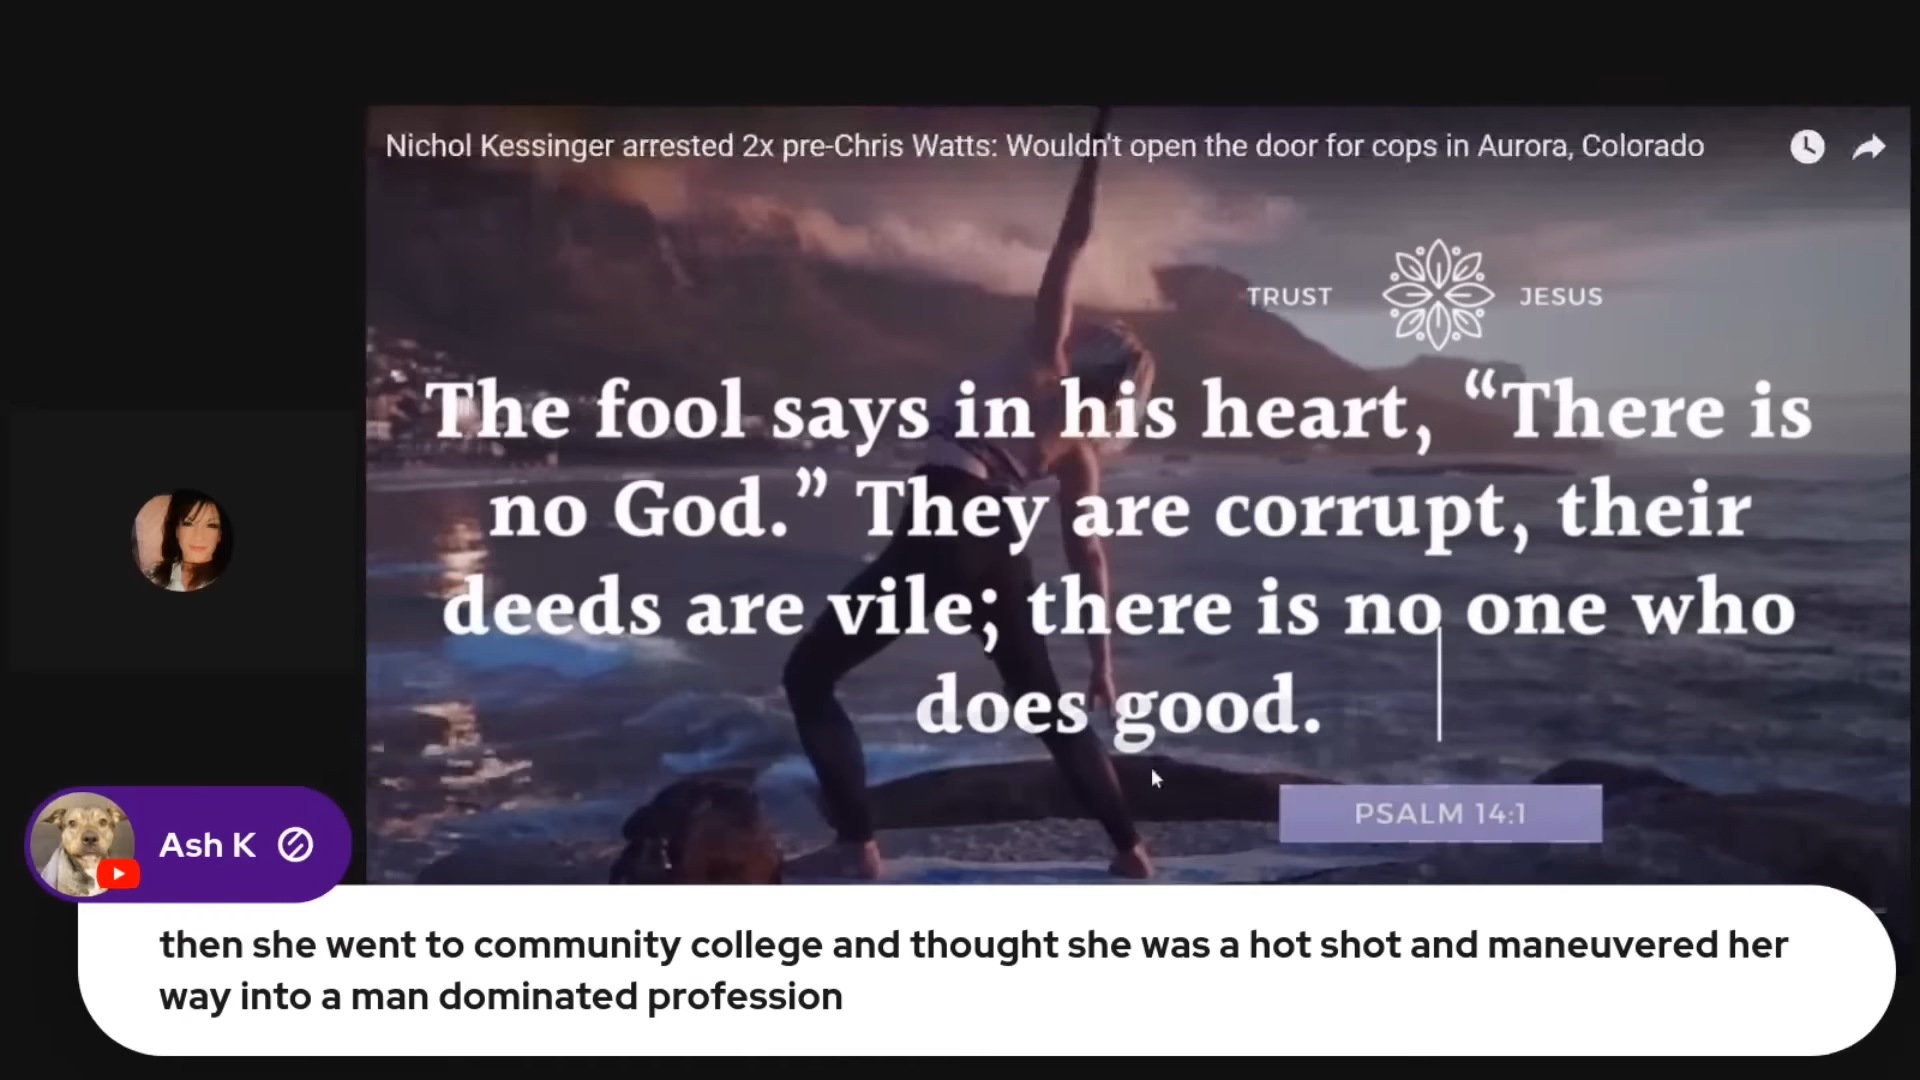 Nichol Kessinger arrested 2x pre-Chris Watts: Wouldn't open the door for cops in Aurora, Colorado
TRUST JESUS
The fool says in his heart, “There is
no God.” They are corrupt, their
deeds are vile; there is no one who
does good.
PSALM 14:1
Ash K
then she went to community college and thought she was a hot shot and maneuvered her
way into a man dominated profession